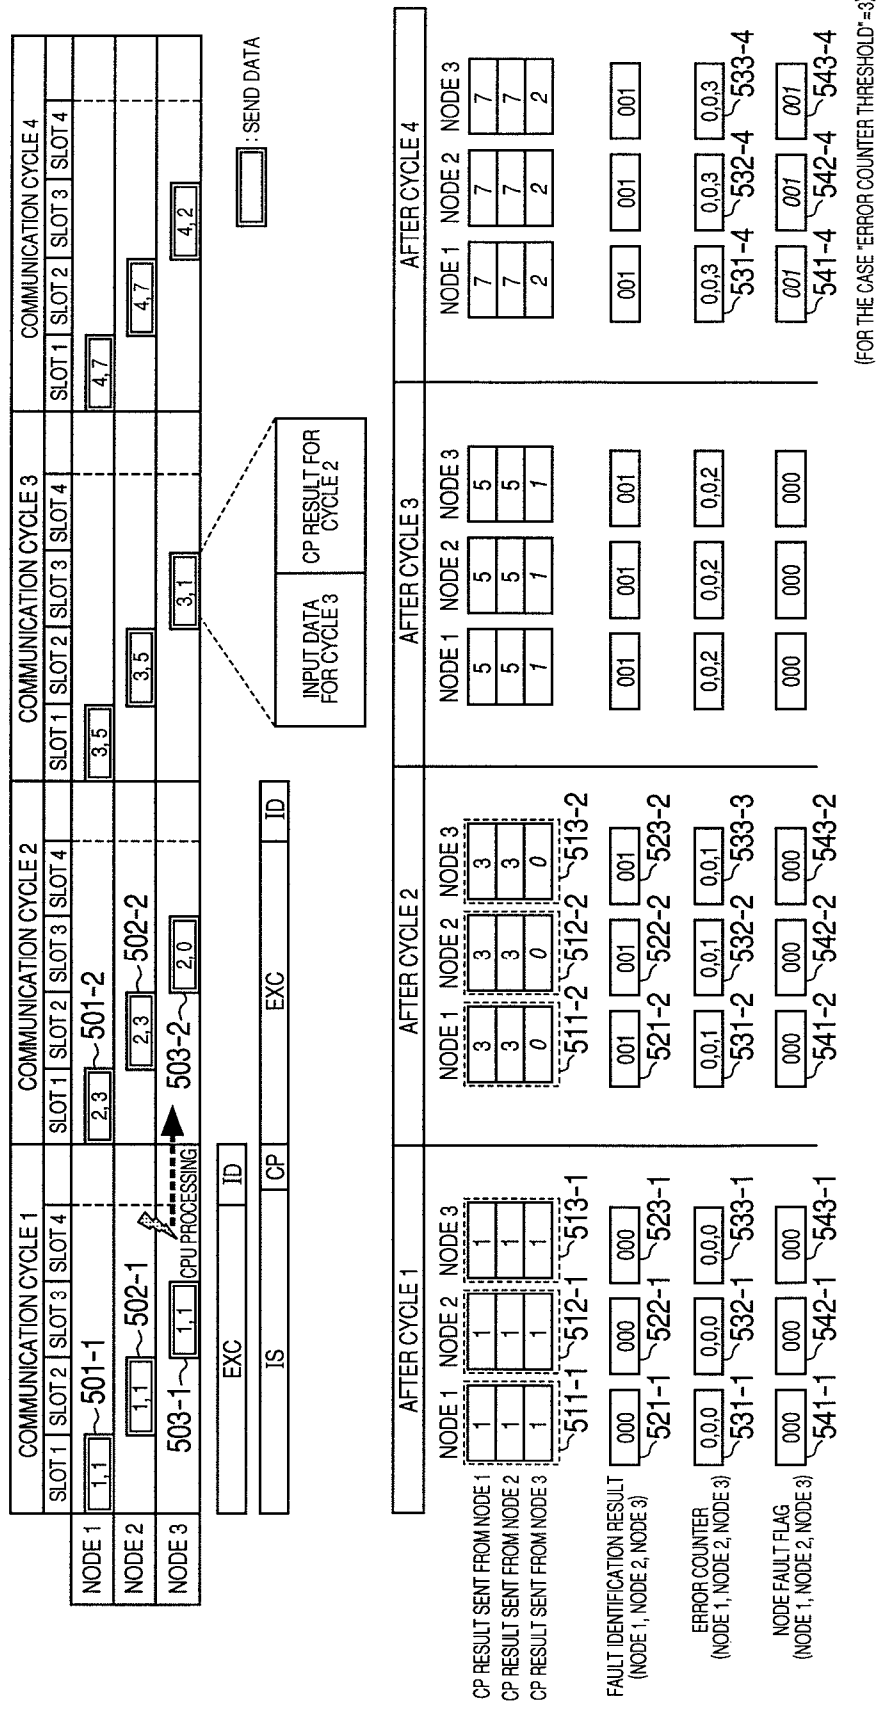 COMMUNICATION CYCLE 1 COMMUNICATION CYCLE 2 COMMUNICATION CYCLE 3 COMMUNICATION CYCLE 4
SLOT 1 SLOT 2 SLOT 3 SLOT 4 SLOT 1 SLOT 2 SLOT 3 SLOT 4 SLOT 1 SLOT 2 SLOT 3 SLOT 4 SLOT 1 SLOT 2 SLOT 3 SLOT 4
NODE 1 1, 1 501-1 2, 3 501-2 3, 5 4, 7
NODE 2 1, 1 502-1 2, 3 502-2 3, 5 4, 7
NODE 3 503-1 1, 1 CPU PROCESSING 503-2 2, 0 3, 1 4, 2
EXC ID
IS CP EXC ID
INPUT DATA FOR CYCLE 3
CP RESULT FOR CYCLE 2
: SEND DATA
AFTER CYCLE 1 AFTER CYCLE 2 AFTER CYCLE 3 AFTER CYCLE 4
NODE 1 NODE 2 NODE 3 NODE 1 NODE 2 NODE 3 NODE 1 NODE 2 NODE 3 NODE 1 NODE 2 NODE 3
CP RESULT SENT FROM NODE 1 1 1 1 3 3 3 5 5 5 7 7 7
CP RESULT SENT FROM NODE 2 1 1 1 3 3 3 5 5 5 7 7 7
CP RESULT SENT FROM NODE 3 1 1 1 0 0 0 1 1 1 2 2 2
511-1 512-1 513-1 511-2 512-2 513-2
FAULT IDENTIFICATION RESULT
(NODE 1, NODE 2, NODE 3)
000 000 000 001 001 001 001 001 001 001 001 001
521-1 522-1 523-1 521-2 522-2 523-2
ERROR COUNTER
(NODE 1, NODE 2, NODE 3)
0,0,0 0,0,0 0,0,0 0,0,1 0,0,1 0,0,1 0,0,2 0,0,2 0,0,2 0,0,3 0,0,3 0,0,3
531-1 532-1 533-1 531-2 532-2 533-3 531-4 532-4 533-4
NODE FAULT FLAG
(NODE 1, NODE 2, NODE 3)
000 000 000 000 000 000 000 000 000 001 001 001
541-1 542-1 543-1 541-2 542-2 543-2 541-4 542-4 543-4
(FOR THE CASE "ERROR COUNTER THRESHOLD"=3)